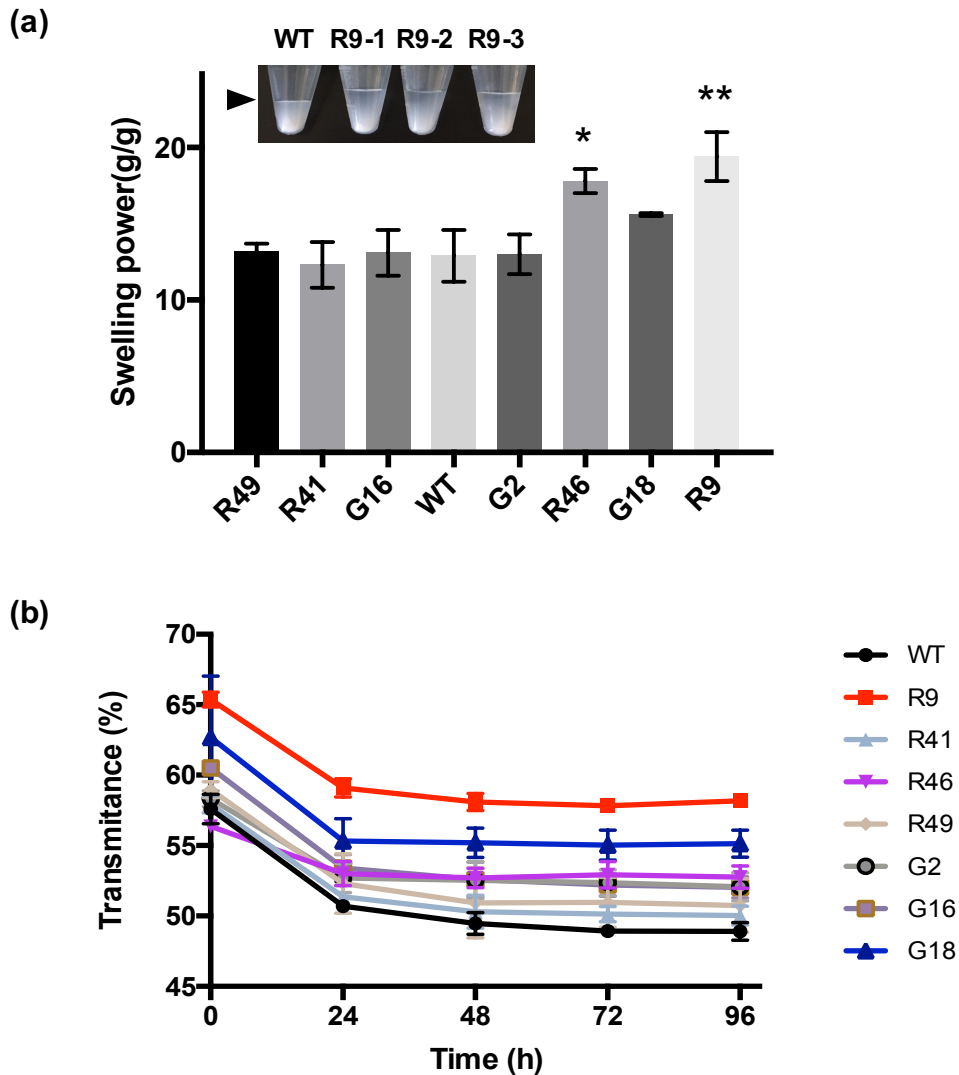 (a)
WT R9-1 R9-2 R9-3
* **
Swelling power(g/g)
20
10
0
R49 R41 G16 WT G2 R46 G18 R9
(b)
Transmitance (%)
70
65
60
55
50
45
0 24 48 72 96
Time (h)
WT
R9
R41
R46
R49
G2
G16
G18